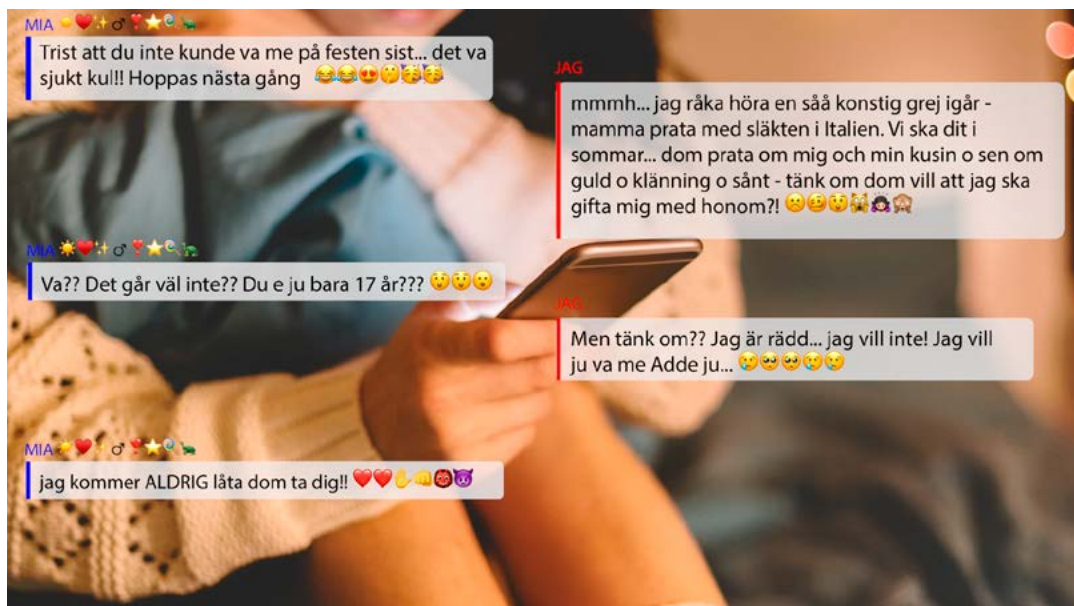 MIA ☀️❤️✨♂️❣️⭐🍭🦕
Trist att du inte kunde va me på festen sist... det va
sjukt kul!! Hoppas nästa gång 😂😂😍🤫🥳🥳
JAG
mmmh... jag råka höra en såå konstig grej igår -
mamma prata med släkten i Italien. Vi ska dit i
sommar... dom prata om mig och min kusin o sen om
guld o klänning o sånt - tänk om dom vill att jag ska
gifta mig med honom?! ☹️🥴😲🙀🙇🏻‍♀️🙈
MIA ☀️❤️✨♂️❣️⭐🍭🦕
Va?? Det går väl inte?? Du e ju bara 17 år??? 😲😲😮
JAG
Men tänk om?? Jag är rädd... jag vill inte! Jag vill
ju va me Adde ju... 😢🥺🥺😢😢
MIA ☀️❤️✨♂️❣️⭐🍭🦕
jag kommer ALDRIG låta dom ta dig!! ❤️❤️✋👊👹😈